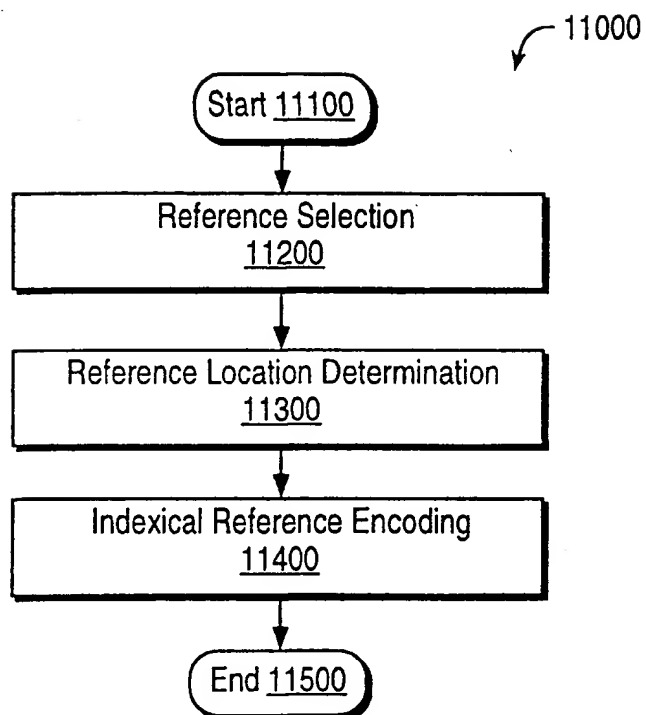 11000
Start 11100
Reference Selection
11200
Reference Location Determination
11300
Indexical Reference Encoding
11400
End 11500